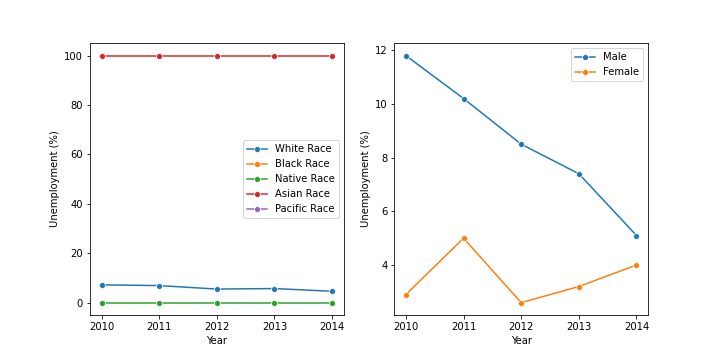 100
80
60
40
20
0
Unemployment (%)
2010 2011 2012 2013 2014
Year
White Race
Black Race
Native Race
Asian Race
Pacific Race
12
10
8
6
4
Unemployment (%)
2010 2011 2012 2013 2014
Year
Male
Female